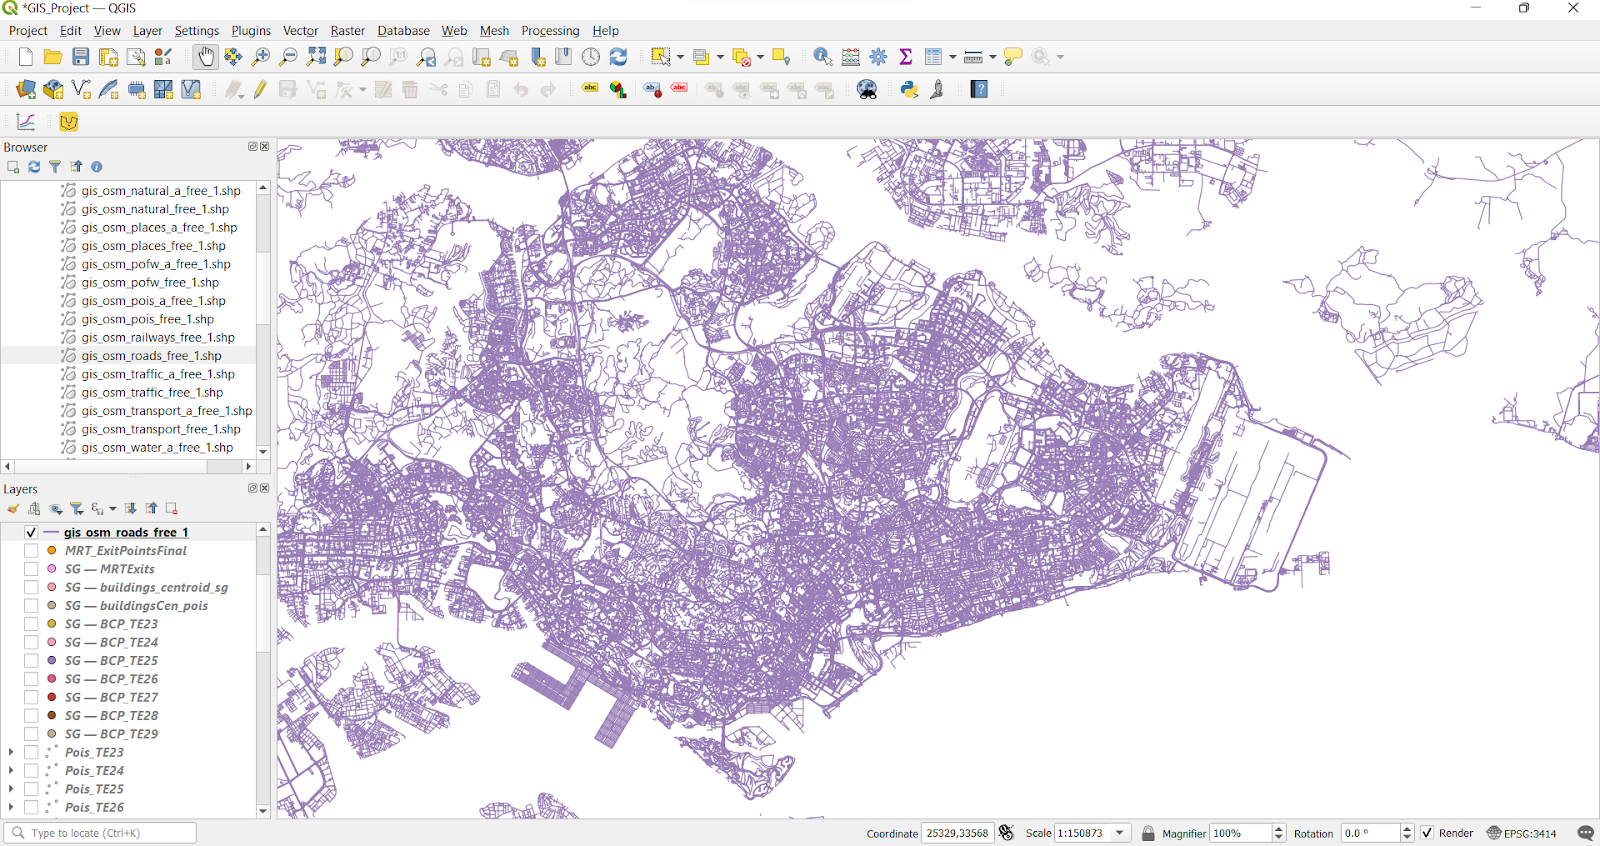 *GIS_Project — QGIS
Project Edit View Layer Settings Plugins Vector Raster Database Web Mesh Processing Help
Browser
gis_osm_natural_a_free_1.shp
gis_osm_natural_free_1.shp
gis_osm_places_a_free_1.shp
gis_osm_places_free_1.shp
gis_osm_pofw_a_free_1.shp
gis_osm_pofw_free_1.shp
gis_osm_pois_a_free_1.shp
gis_osm_pois_free_1.shp
gis_osm_railways_free_1.shp
gis_osm_roads_free_1.shp
gis_osm_traffic_a_free_1.shp
gis_osm_traffic_free_1.shp
gis_osm_transport_a_free_1.shp
gis_osm_transport_free_1.shp
gis_osm_water_a_free_1.shp
Layers
gis_osm_roads_free_1
MRT_ExitPointsFinal
SG — MRTExits
SG — buildings_centroid_sg
SG — buildingsCen_pois
SG — BCP_TE23
SG — BCP_TE24
SG — BCP_TE25
SG — BCP_TE26
SG — BCP_TE27
SG — BCP_TE28
SG — BCP_TE29
Pois_TE23
Pois_TE24
Pois_TE25
Pois_TE26
Type to locate (Ctrl+K) Coordinate 25329,33568 Scale 1:150873 Magnifier 100% Rotation 0.0 ° Render EPSG:3414